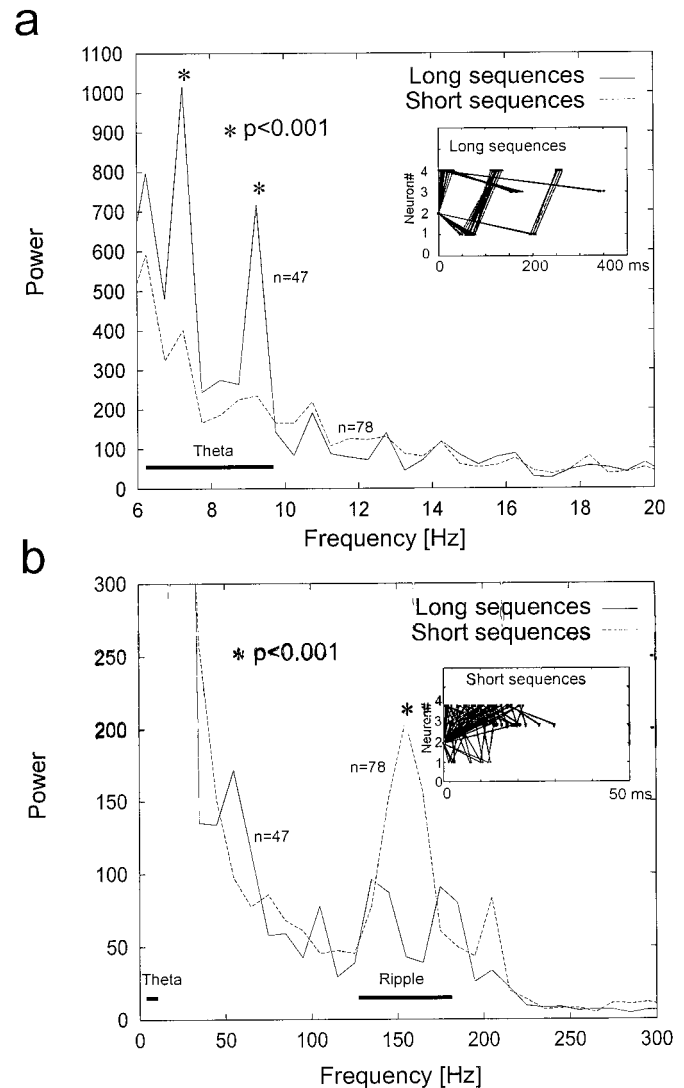 a
1100
1000
900
800
700
600
500
400
300
200
100
0
Power
Long sequences
Short sequences
* p<0.001
*
*
n=47
n=78
Theta
Long sequences
Neuron#
4
3
2
1
0
0 200 400 ms
6 8 10 12 14 16 18 20
Frequency [Hz]
b
300
250
200
150
100
50
0
Power
Long sequences
Short sequences
* p<0.001
*
n=78
n=47
Short sequences
Neuron#
4
3
2
1
0 50 ms
Theta
Ripple
0 50 100 150 200 250 300
Frequency [Hz]